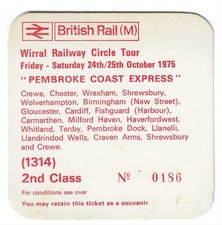 British Rail (M)
Wirral Railway Circle Tour
Friday - Saturday 24th/25th October 1975
"PEMBROKE COAST EXPRESS"
Crewe, Chester, Wrexham, Shrewsbury,
Wolverhampton, Birmingham (New Street).
Gloucester, Cardiff, Fishguard (Harbour),
Carmarthen, Milford Haven, Haverfordwest,
Whitland, Tenby, Pembroke Dock, Llanelli,
Llandrindod Wells, Craven Arms, Shrewsbury
and Crewe.
(1314)
2nd Class Nº 0186
For conditions see over
You may retain this ticket as a souvenir